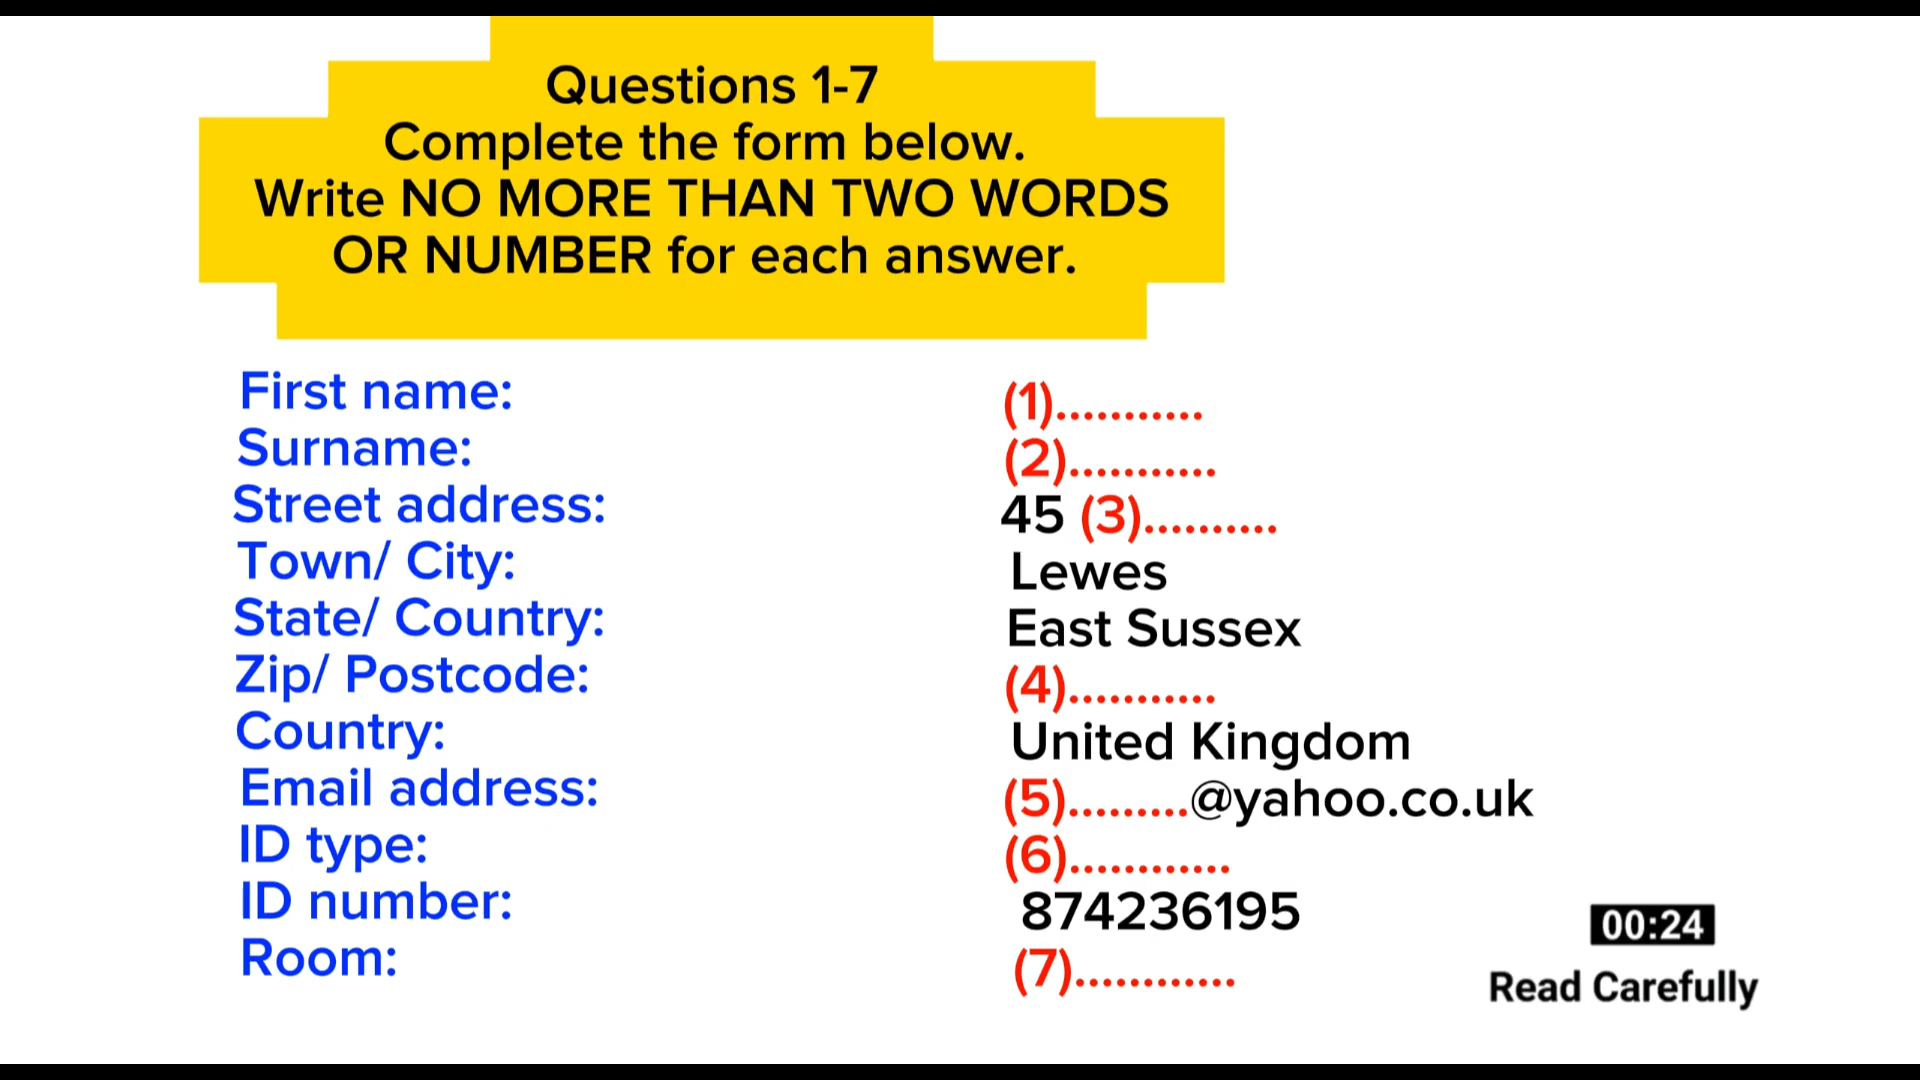 Questions 1-7
Complete the form below.
Write NO MORE THAN TWO WORDS
OR NUMBER for each answer.
First name: (1)...........
Surname: (2)...........
Street address: 45 (3)..........
Town/ City: Lewes
State/ Country: East Sussex
Zip/ Postcode: (4)...........
Country: United Kingdom
Email address: (5).........@yahoo.co.uk
ID type: (6)............
ID number: 874236195
Room: (7)............
00:24
Read Carefully